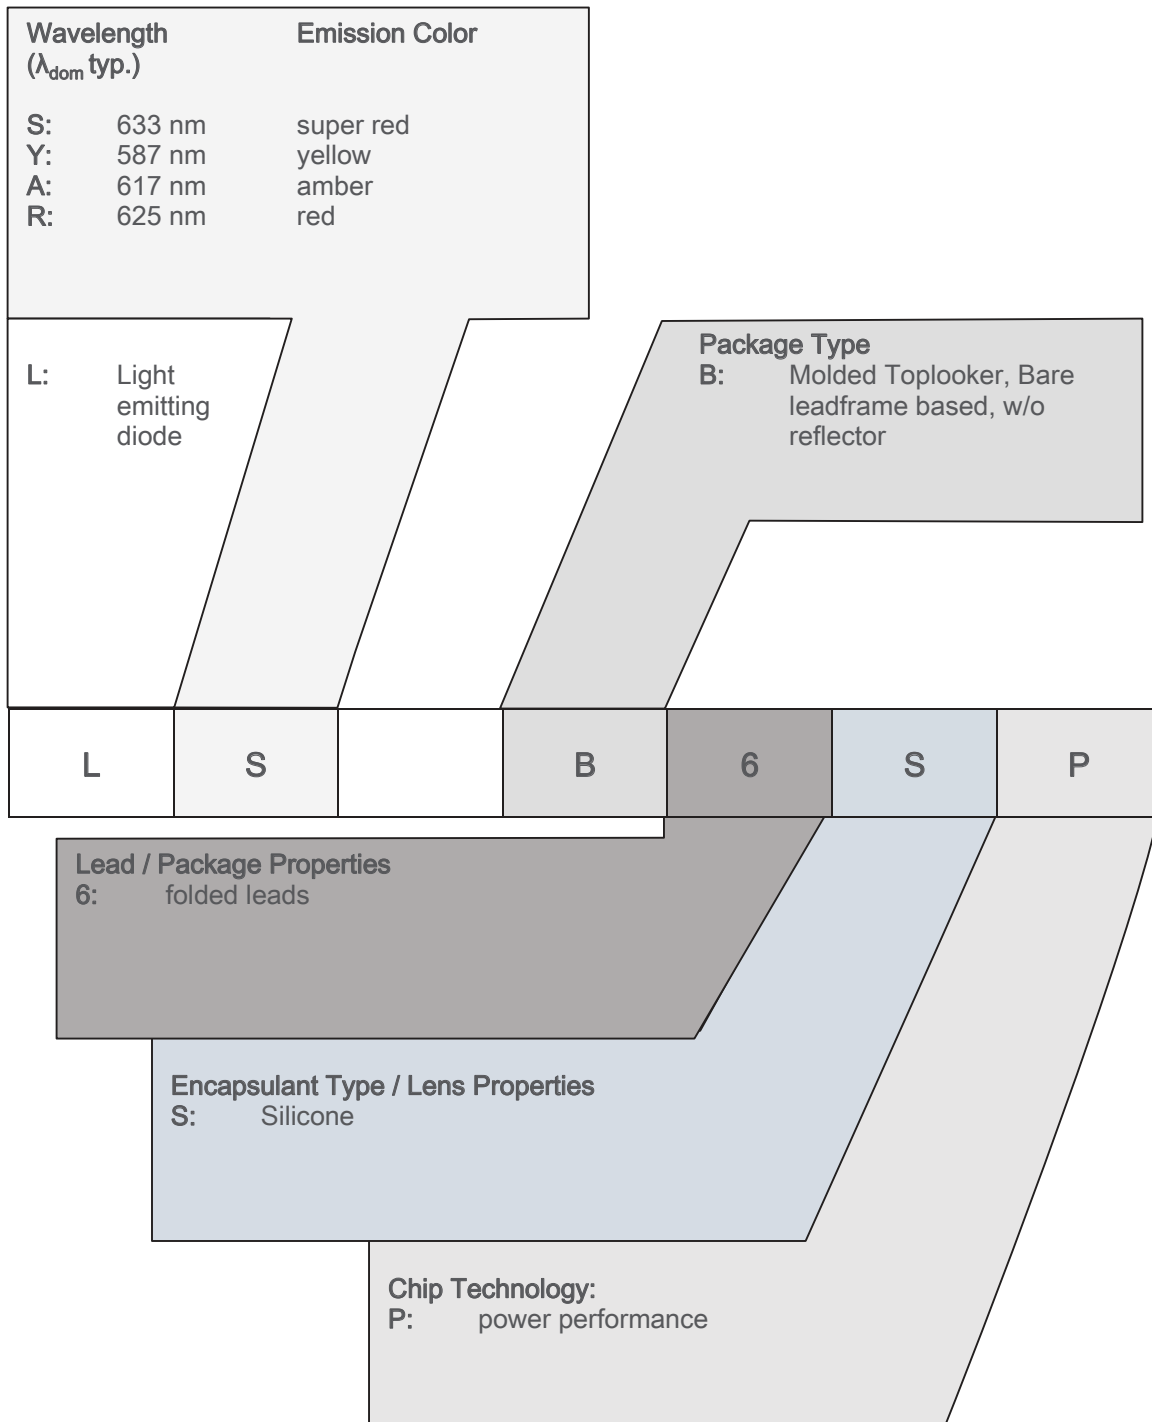 Wavelength Emission Color
(λdom typ.)
S: 633 nm super red
Y: 587 nm yellow
A: 617 nm amber
R: 625 nm red
L: Light
emitting
diode
Package Type
B: Molded Toplooker, Bare
leadframe based, w/o
reflector
L S B 6 S P
Lead / Package Properties
6: folded leads
Encapsulant Type / Lens Properties
S: Silicone
Chip Technology:
P: power performance